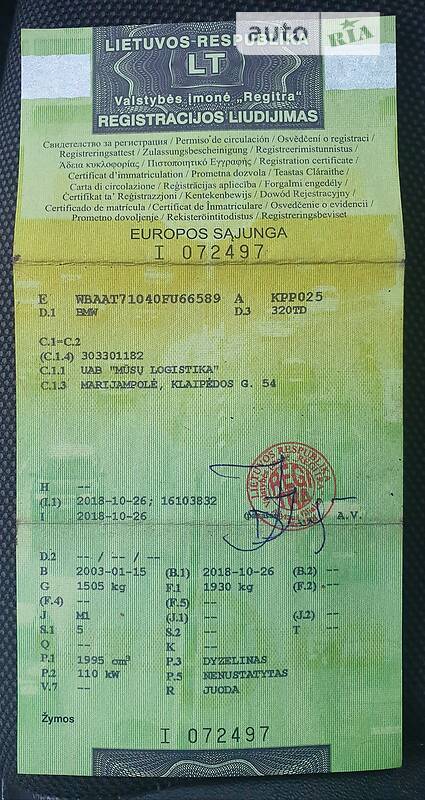 auto RIA
LIETUVOS RESPUBLIKA
LT
Valstybės įmonė „Regitra“
REGISTRACIJOS LIUDIJIMAS
Свидетелство за регистрация / Permiso de circulación / Osvědčení o registraci /
Registreringsattest / Zulassungsbescheinigung / Registreerimistunnistus /
Άδεια κυκλοφορίας / Πιστοποιητικό Εγγραφής / Registration certificate /
Certificat d'immatriculation / Prometna dozvola / Teastas Cláraithe /
Carta di circolazione / Reģistrācijas apliecība / Forgalmi engedély /
Ċertifikat ta' Reġistrazzjoni / Kentekenbewijs / Dowód Rejestracyjny /
Certificado de matrícula / Certificat de Înmatriculare / Osvedčenie o evidencii /
Prometno dovoljenje / Rekisteröintitodistus / Registreringsbeviset
EUROPOS SĄJUNGA
I 072497
E WBAAT71040FU66589 A KPP025
D.1 BMW D.3 320TD
C.1=C.2
(C.1.4) 303301182
C.1.1 UAB "MŪSŲ LOGISTIKA"
C.1.3 MARIJAMPOLĖ, KLAIPĖDOS G. 54
LIETUVOS RESPUBLIKA
REGITRA
H --
(I.1) 2018-10-26; 16103832
I 2018-10-26 A.V.
D.2 -- / -- / --
B 2003-01-15 (B.1) 2018-10-26 (B.2) --
G 1505 kg F.1 1930 kg (F.2) --
(F.4) -- (F.5) --
J M1 (J.1) -- (J.2) --
S.1 5 S.2 -- T --
Q -- K --
P.1 1995 cm³ P.3 DYZELINAS
P.2 110 kW P.5 NENUSTATYTAS
V.7 -- R JUODA
Žymos
I 072497